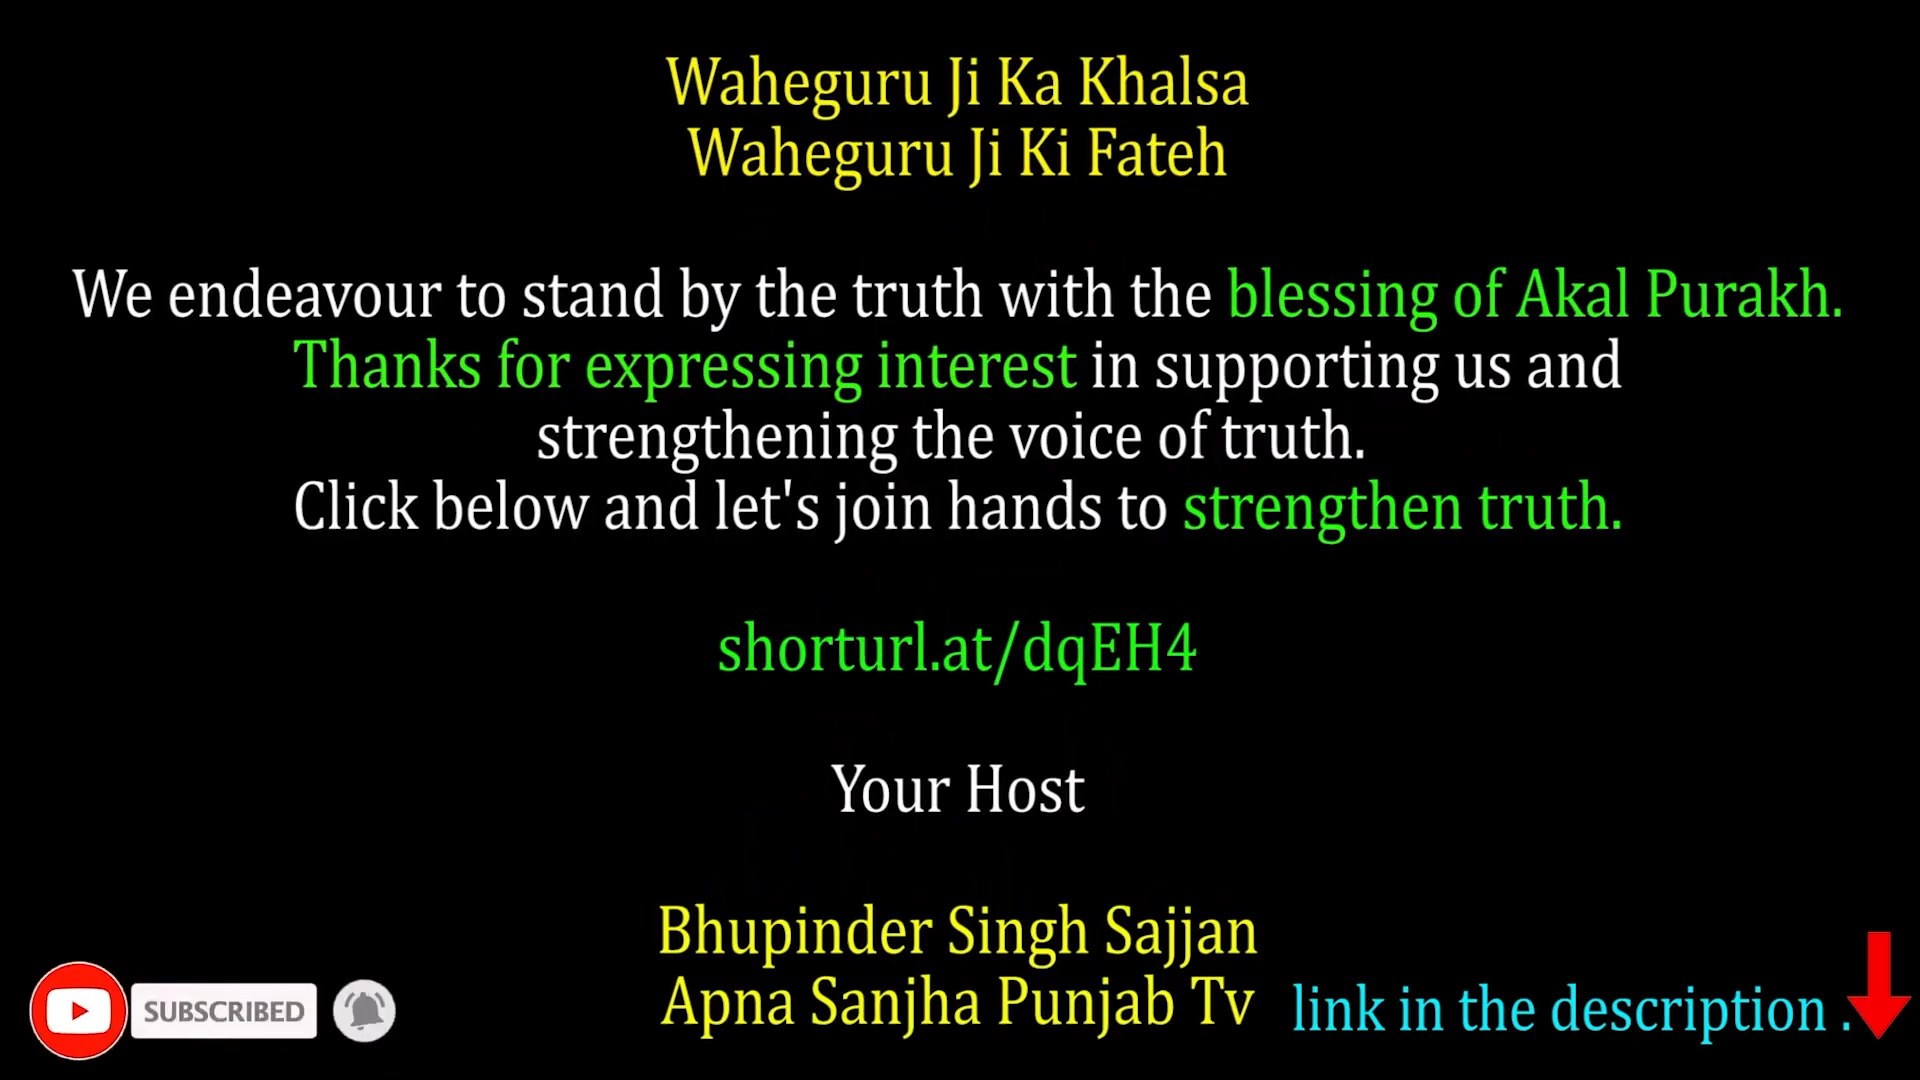 Waheguru Ji Ka Khalsa
Waheguru Ji Ki Fateh
We endeavour to stand by the truth with the blessing of Akal Purakh.
Thanks for expressing interest in supporting us and
strengthening the voice of truth.
Click below and let's join hands to strengthen truth.
shorturl.at/dqEH4
Your Host
Bhupinder Singh Sajjan
Apna Sanjha Punjab Tv
link in the description .
SUBSCRIBED